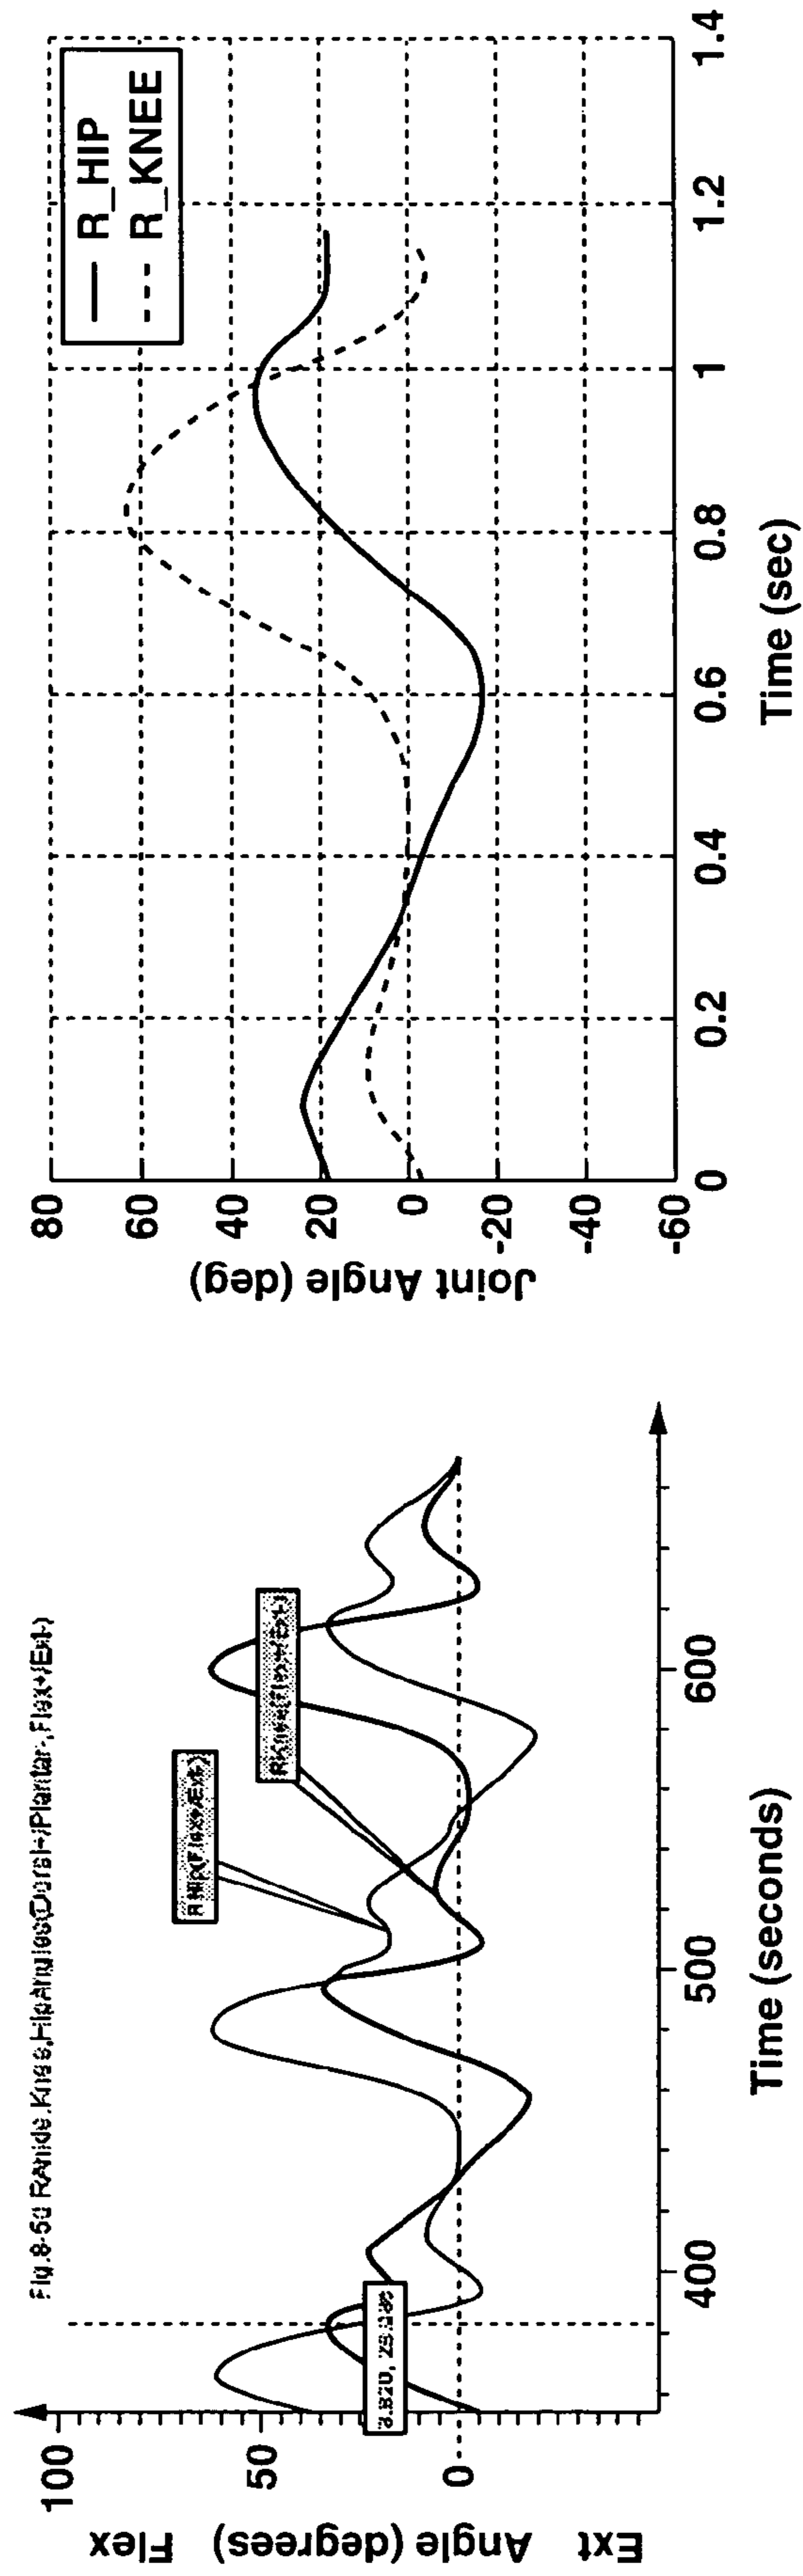 Flex
Angle (degrees)
Ext
100
50
0
400
500
600
Time (seconds)
Joint Angle (deg)
80
60
40
20
0
-20
-40
-60
0
0.2
0.4
0.6
0.8
1
1.2
1.4
Time (sec)
R_HIP
R_KNEE